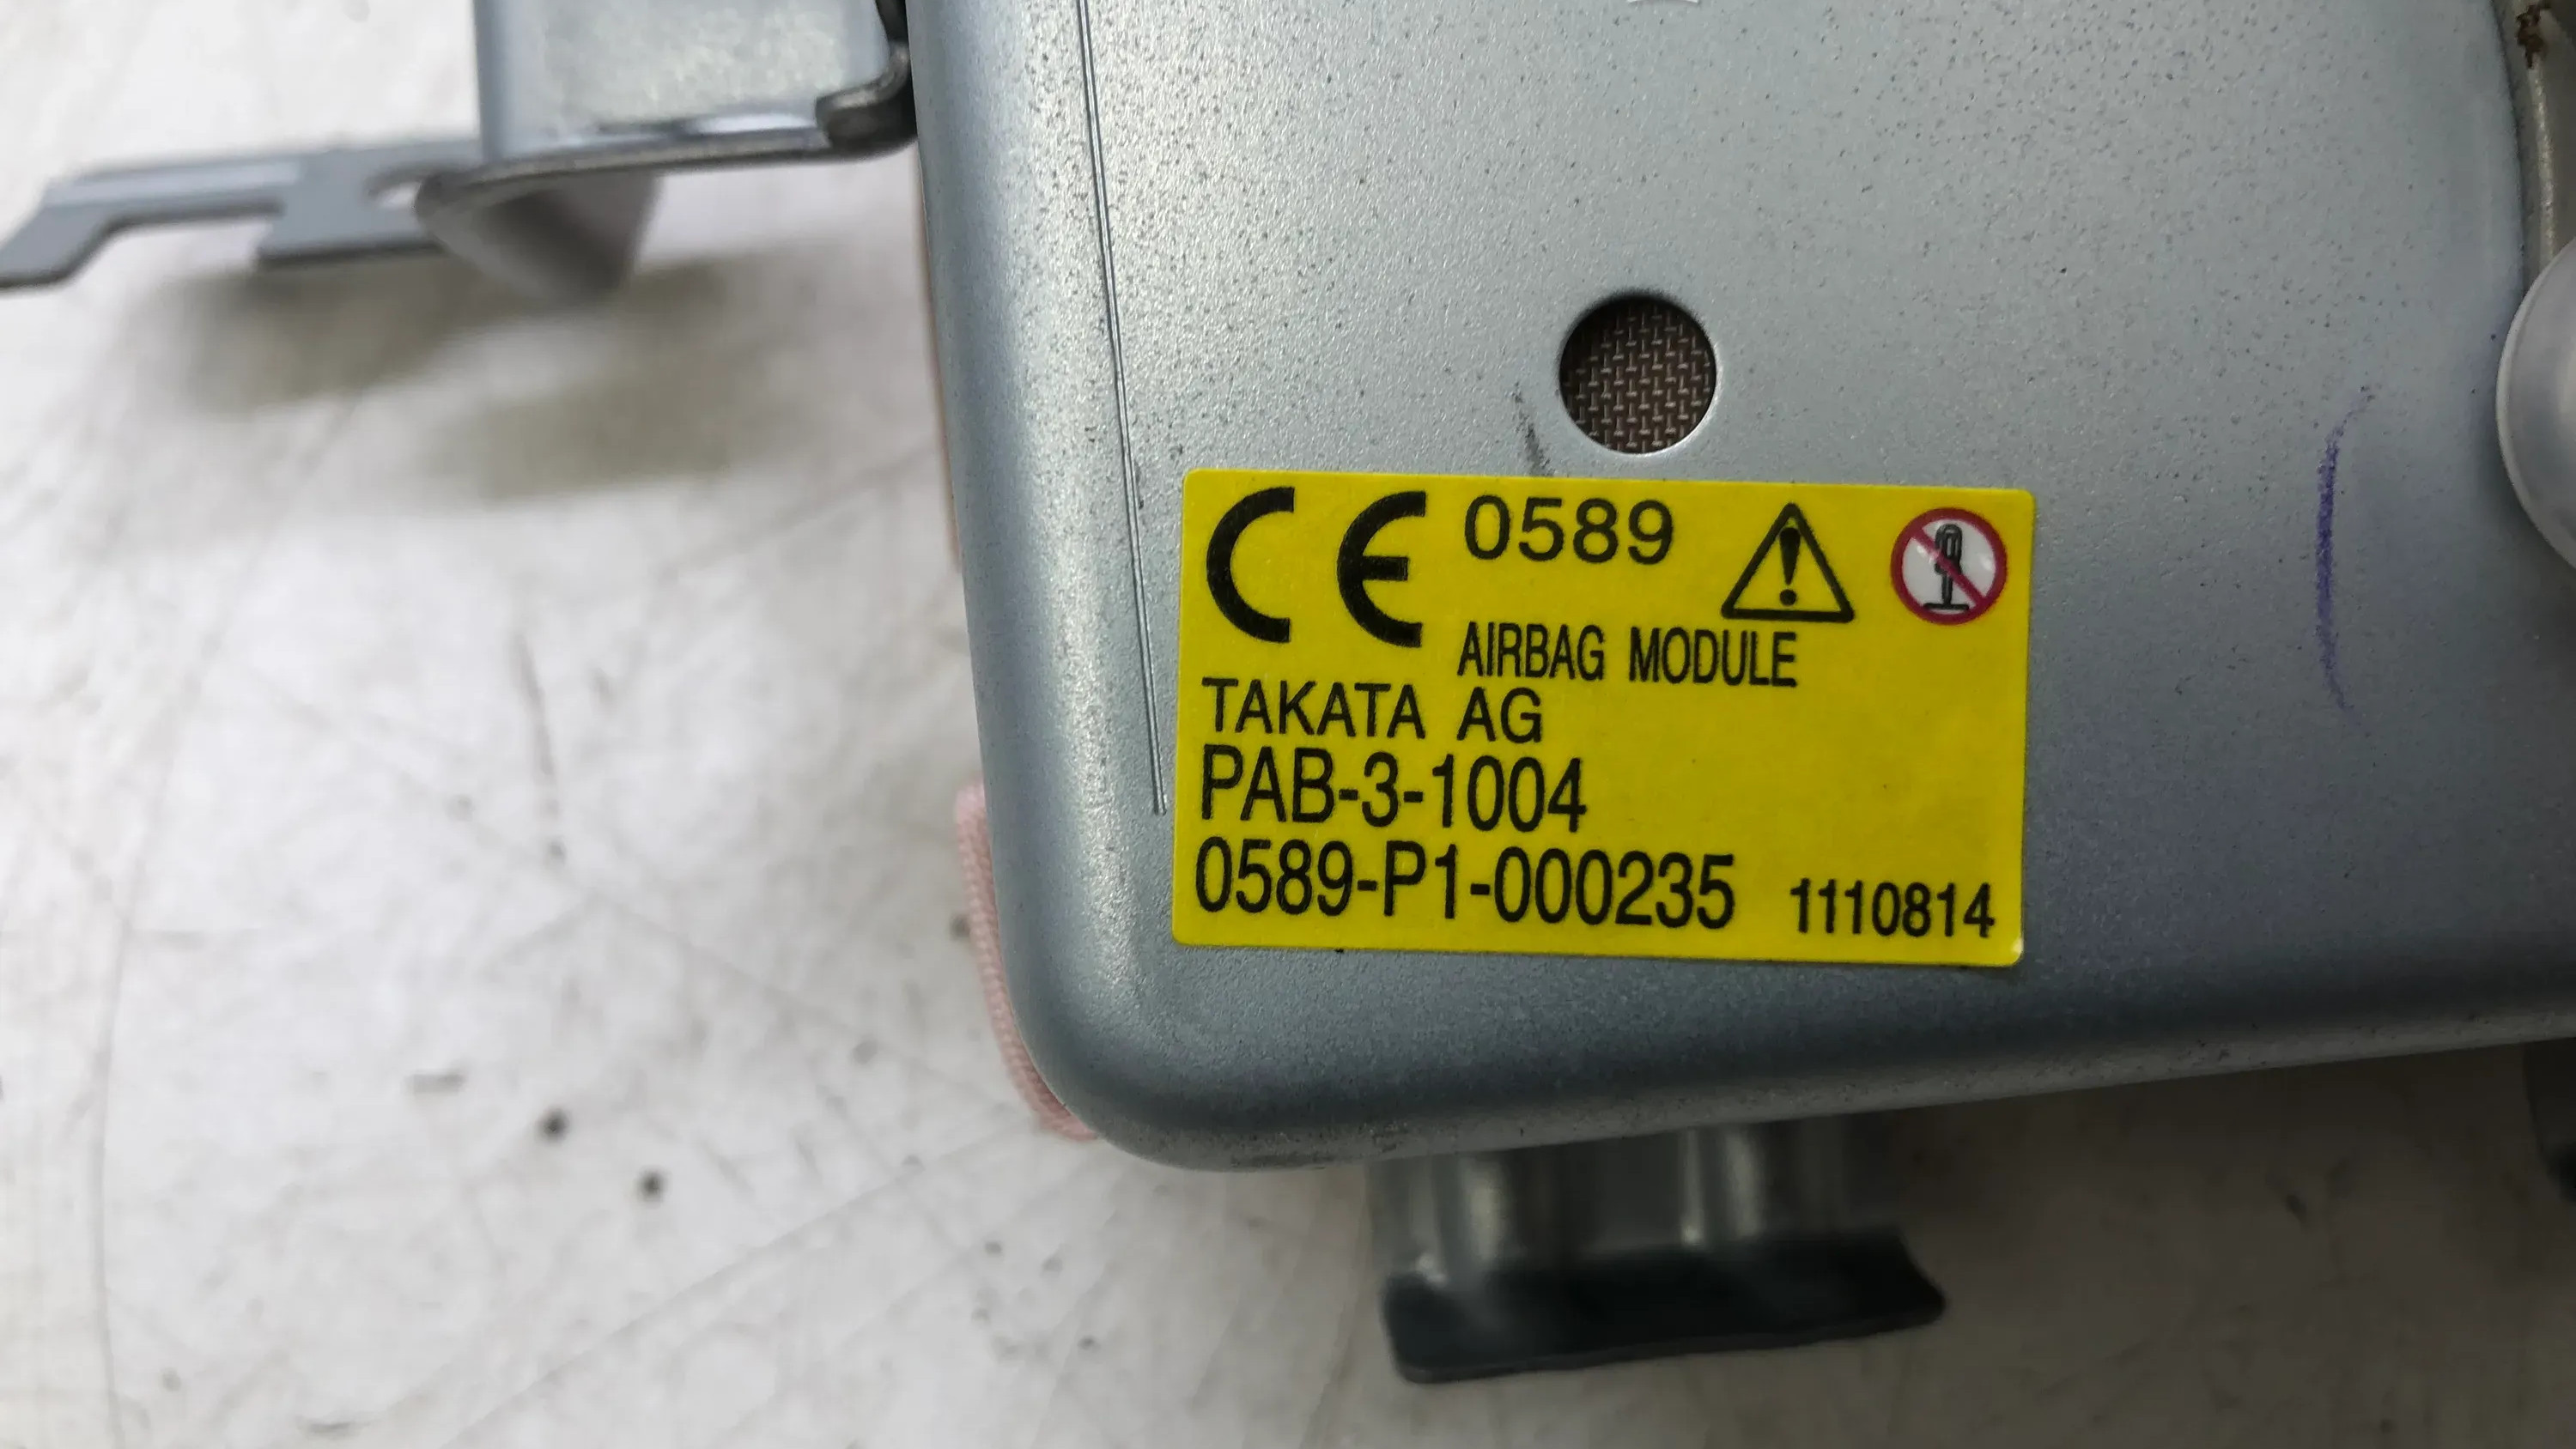 CE 0589
AIRBAG MODULE
TAKATA AG
PAB-3-1004
0589-P1-000235 1110814